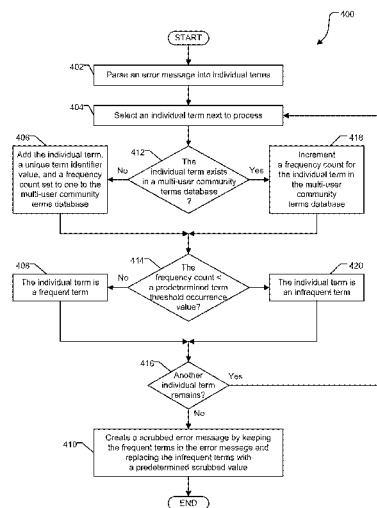 400
START
402
Parse an error message into individual terms
404
Select an individual term next to process
406
Add the individual term,
a unique term identifier
value, and a frequency
count set to one to the
multi-user community
terms database
No
412
The
individual term exists
in a multi-user community
terms database
?
Yes
418
Increment
a frequency count for
the individual term in
the multi-user
community
terms database
408
The individual term is
a frequent term
No
414
The
frequency count <
a predetermined term
threshold occurrence
value?
Yes
420
The individual term is
an infrequent term
416
Another
individual term
remains?
Yes
No
410
Create a scrubbed error message by keeping
the frequent terms in the error message and
replacing the infrequent terms with
a predetermined scrubbed value
END